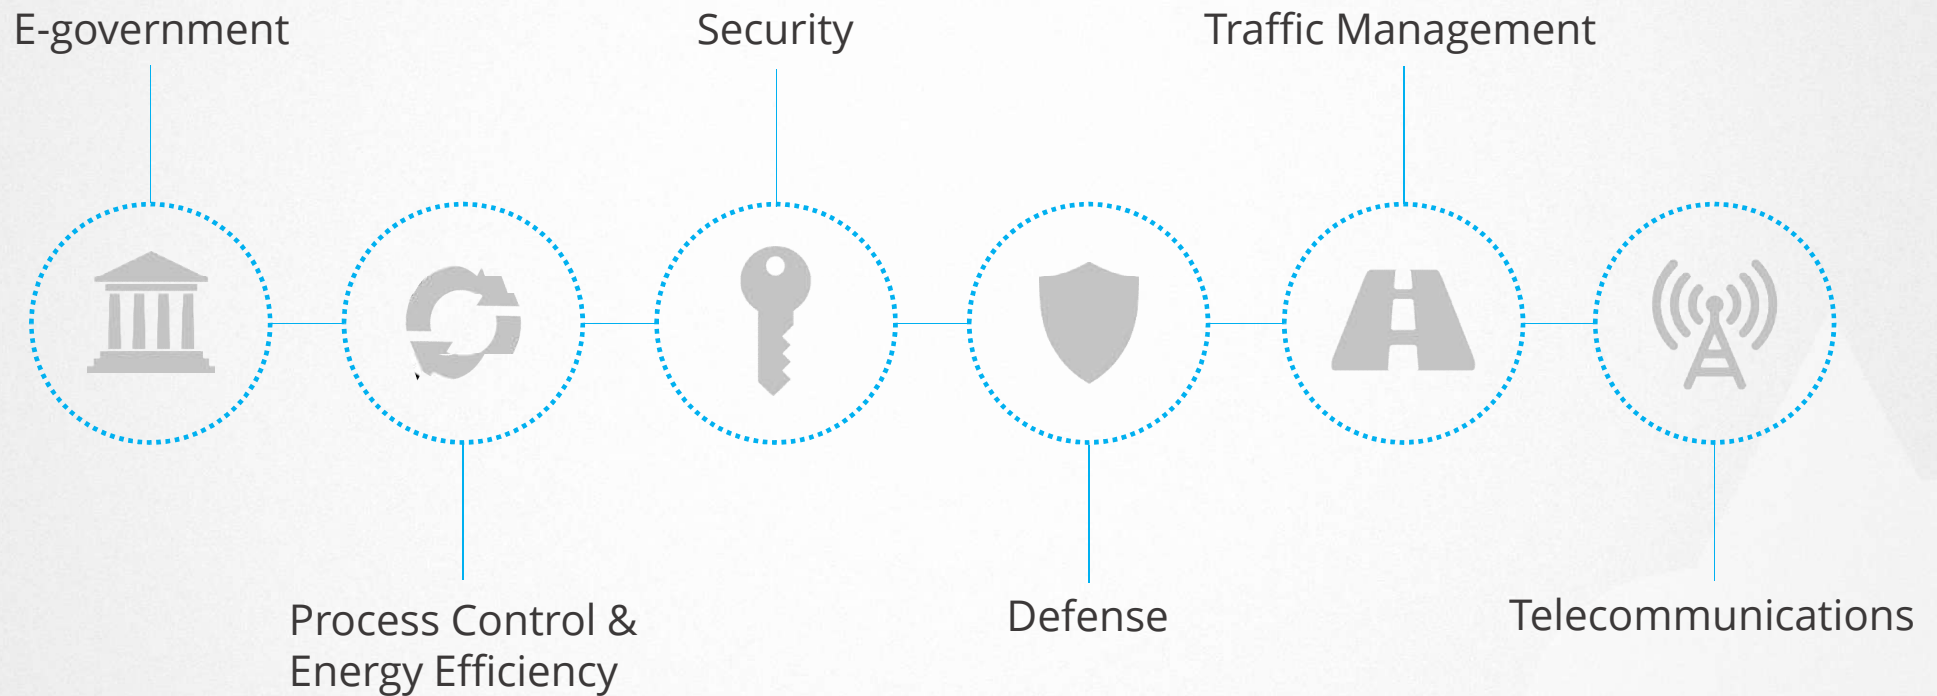 E-government
Security
Traffic Management
Process Control &
Energy Efficiency
Defense
Telecommunications